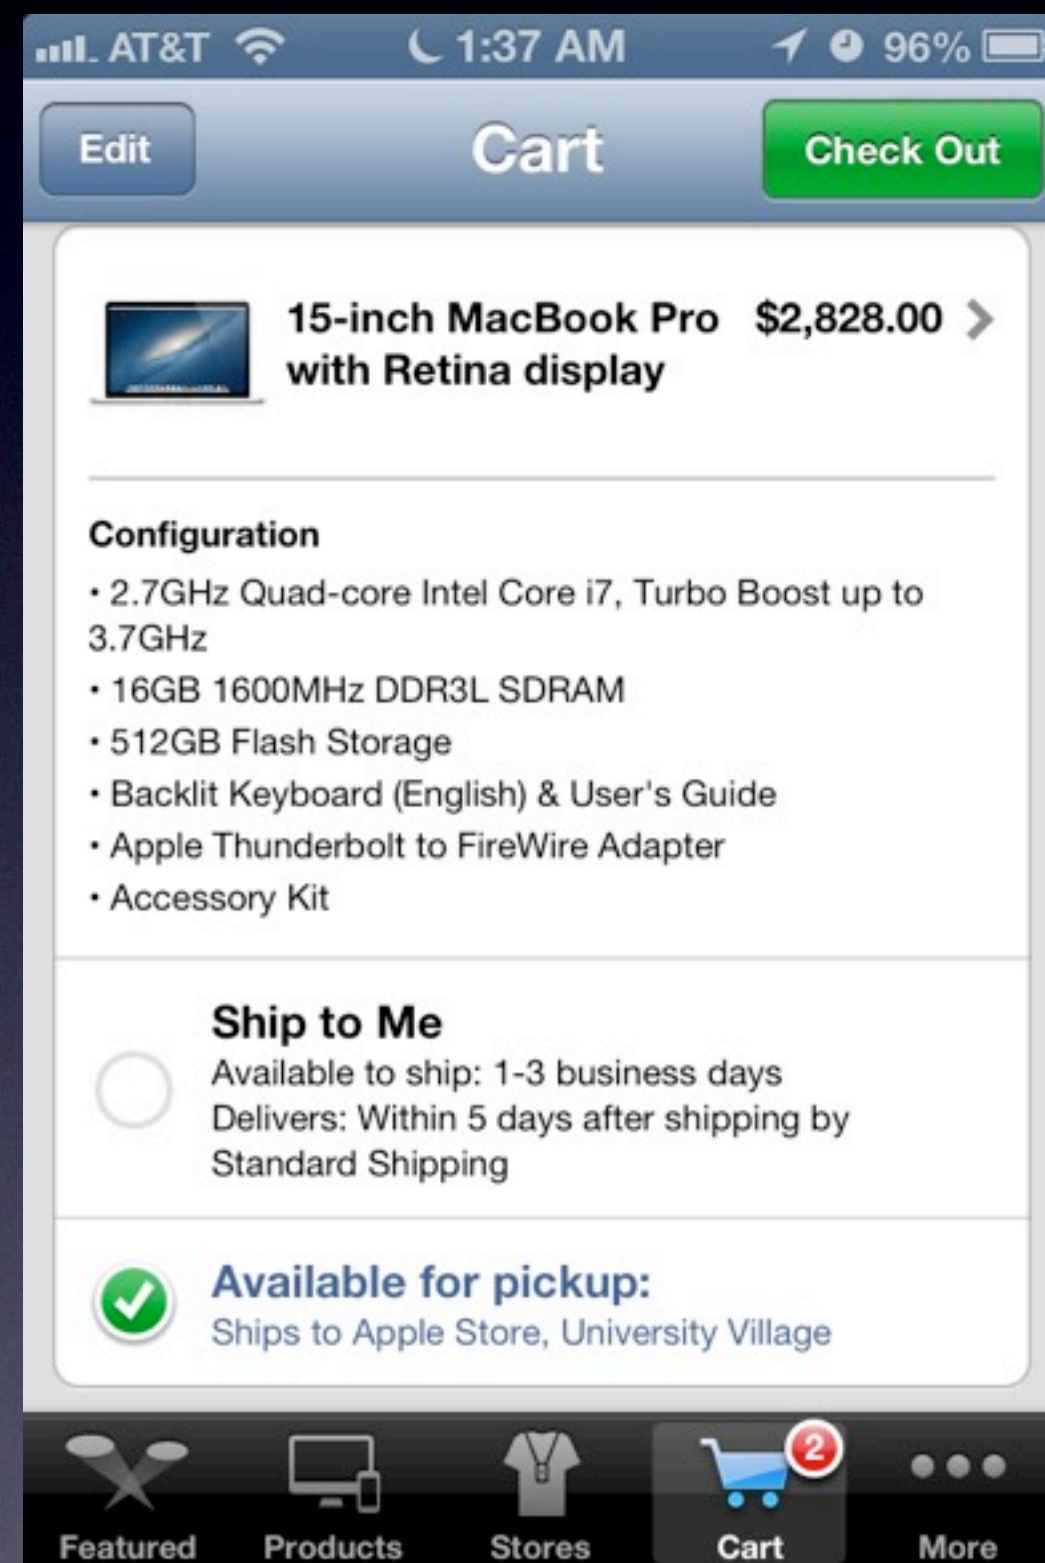 AT&T 1:37 AM 96%
Edit Cart Check Out
15-inch MacBook Pro $2,828.00
with Retina display
Configuration
• 2.7GHz Quad-core Intel Core i7, Turbo Boost up to
3.7GHz
• 16GB 1600MHz DDR3L SDRAM
• 512GB Flash Storage
• Backlit Keyboard (English) & User's Guide
• Apple Thunderbolt to FireWire Adapter
• Accessory Kit
Ship to Me
Available to ship: 1-3 business days
Delivers: Within 5 days after shipping by
Standard Shipping
Available for pickup:
Ships to Apple Store, University Village
2
Featured Products Stores Cart More